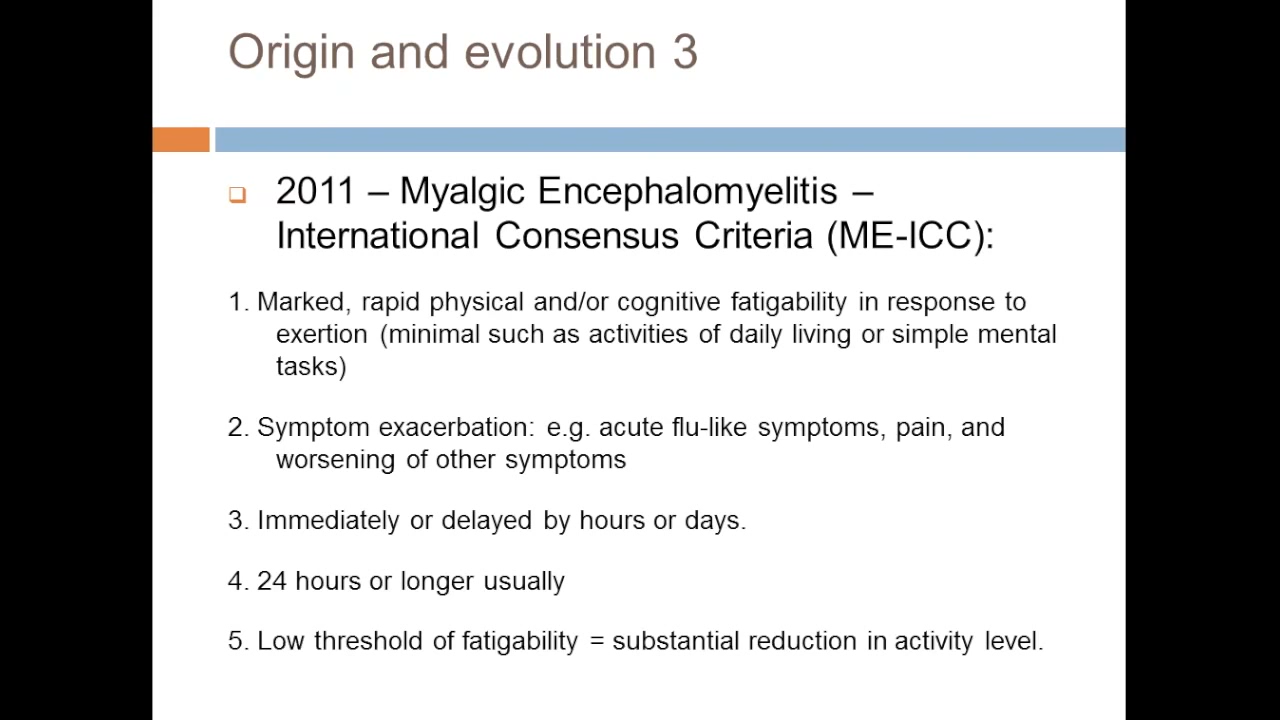 Origin and evolution 3
2011 – Myalgic Encephalomyelitis –
International Consensus Criteria (ME-ICC):
1. Marked, rapid physical and/or cognitive fatigability in response to
exertion (minimal such as activities of daily living or simple mental
tasks)
2. Symptom exacerbation: e.g. acute flu-like symptoms, pain, and
worsening of other symptoms
3. Immediately or delayed by hours or days.
4. 24 hours or longer usually
5. Low threshold of fatigability = substantial reduction in activity level.